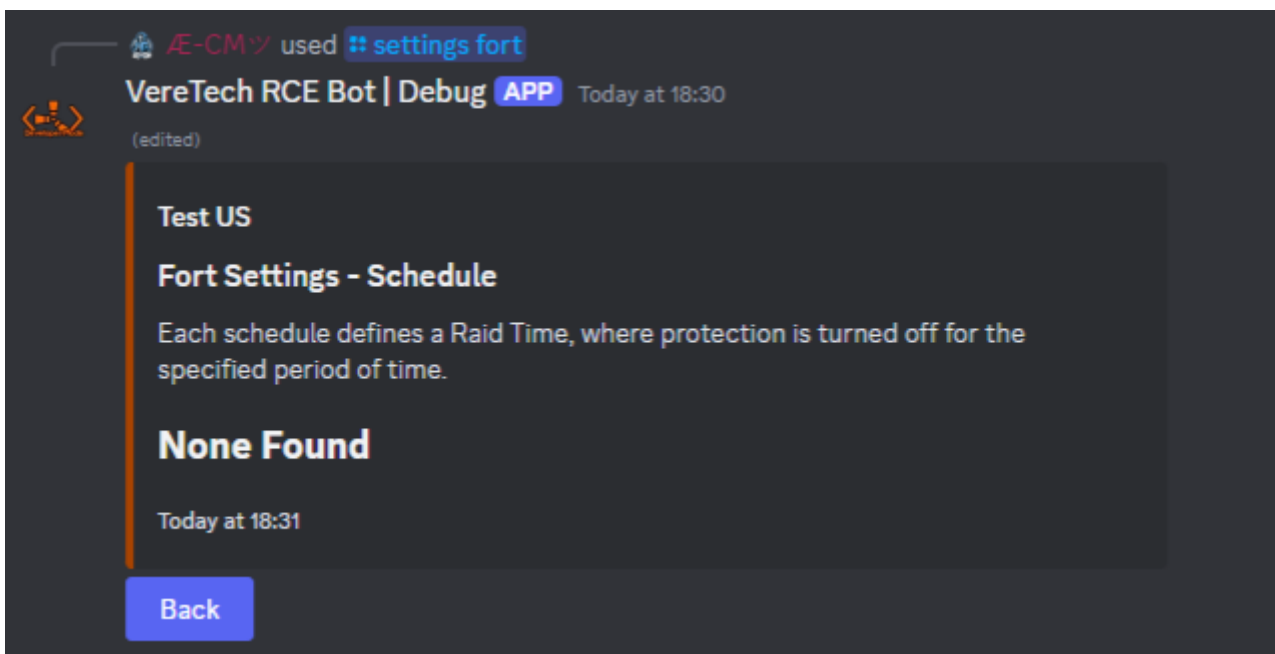 Æ-CMツ used settings fort
VereTech RCE Bot | Debug APP Today at 18:30
(edited)
Test US
Fort Settings - Schedule
Each schedule defines a Raid Time, where protection is turned off for the
specified period of time.
None Found
Today at 18:31
Back